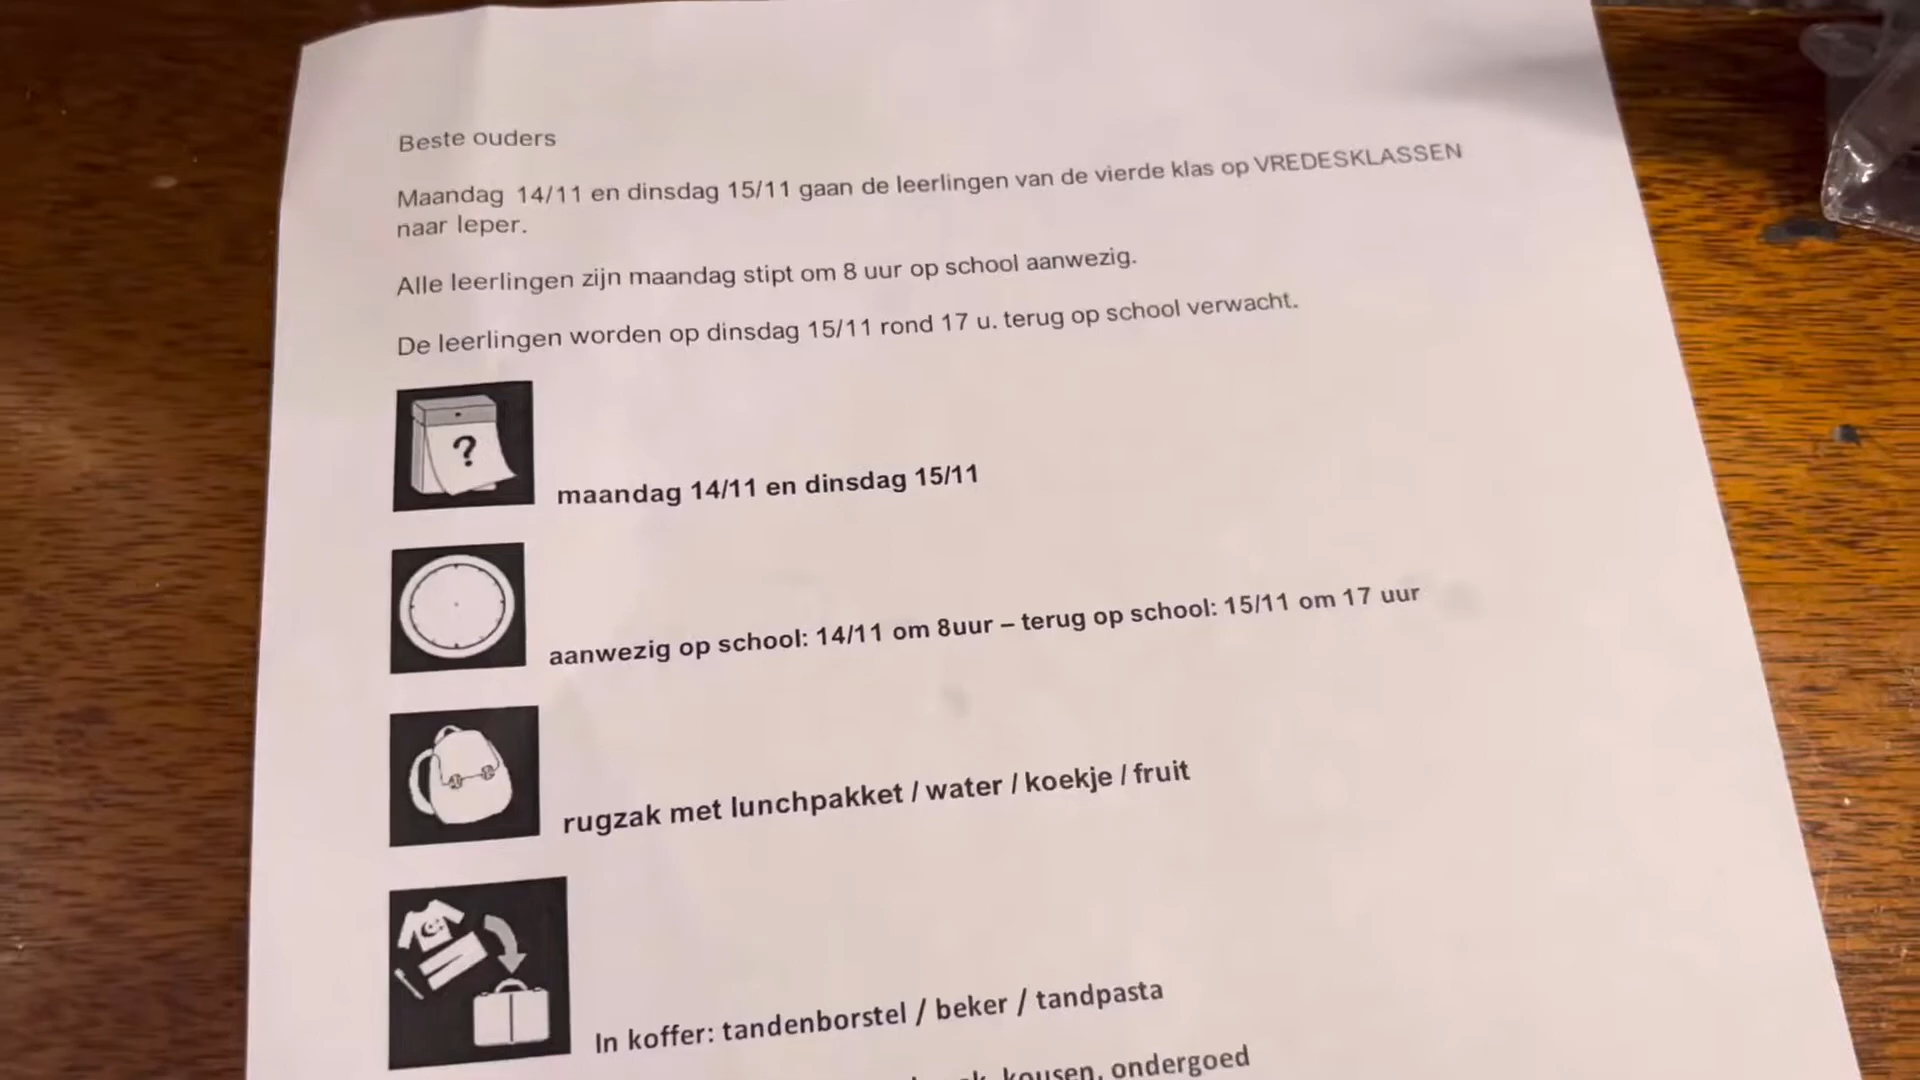 Beste ouders
Maandag 14/11 en dinsdag 15/11 gaan de leerlingen van de vierde klas op VREDESKLASSEN
naar Ieper.
Alle leerlingen zijn maandag stipt om 8 uur op school aanwezig.
De leerlingen worden op dinsdag 15/11 rond 17 u. terug op school verwacht.
?
maandag 14/11 en dinsdag 15/11
aanwezig op school: 14/11 om 8uur – terug op school: 15/11 om 17 uur
rugzak met lunchpakket / water / koekje / fruit
In koffer: tandenborstel / beker / tandpasta
kousen, ondergoed